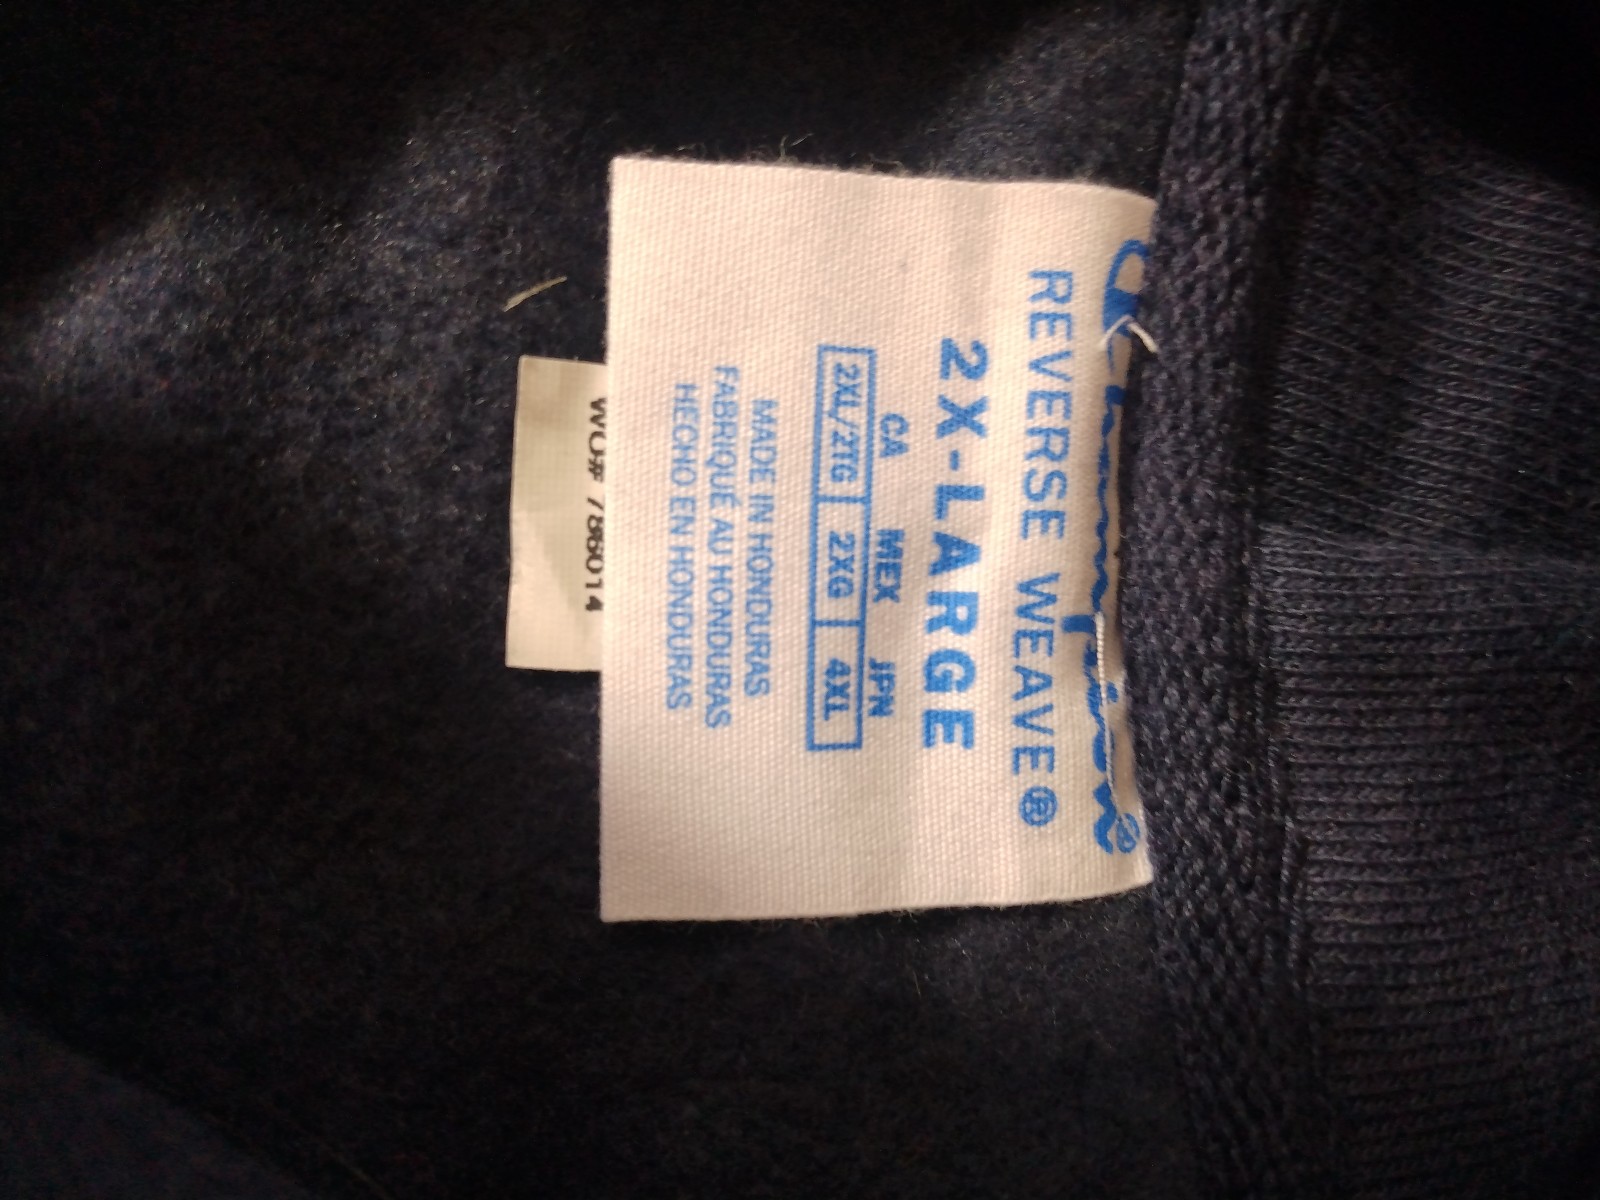 Champion®
REVERSE WEAVE®
2X-LARGE
CA MEX JPN
2XL/2TG 2XG 4XL
MADE IN HONDURAS
FABRIQUÉ AU HONDURAS
HECHO EN HONDURAS
WO# 786014